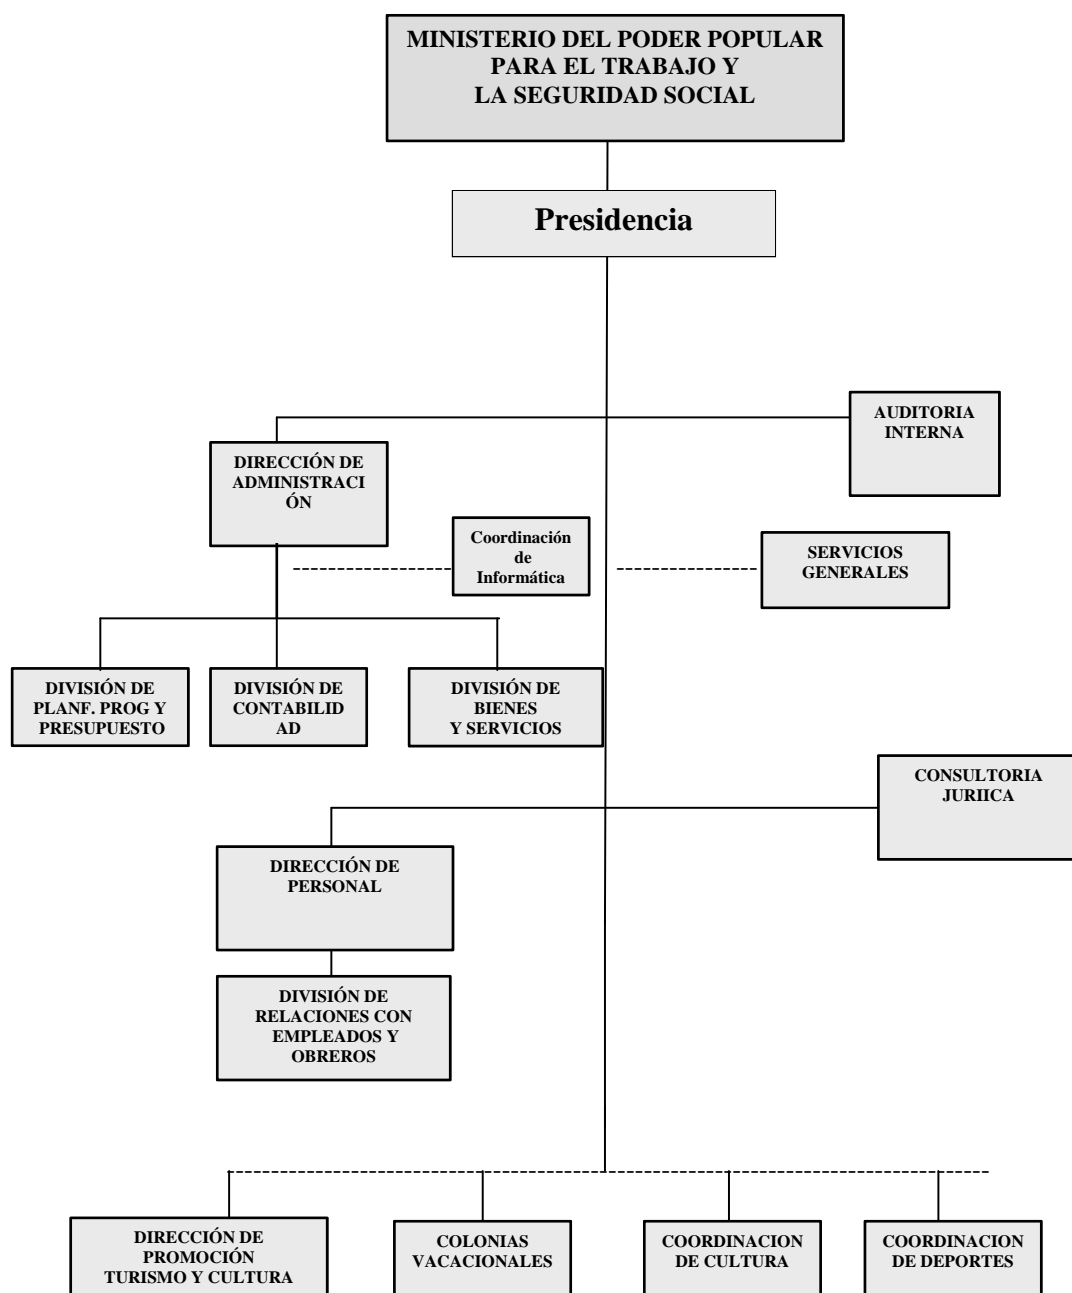 MINISTERIO DEL PODER POPULAR
PARA EL TRABAJO Y
LA SEGURIDAD SOCIAL
Presidencia
AUDITORIA
INTERNA
DIRECCIÓN DE
ADMINISTRACI
ÓN
Coordinación
de
Informática
SERVICIOS
GENERALES
DIVISIÓN DE
PLANF. PROG Y
PRESUPUESTO
DIVISIÓN DE
CONTABILID
AD
DIVISIÓN DE
BIENES
Y SERVICIOS
CONSULTORIA
JURIICA
DIRECCIÓN DE
PERSONAL
DIVISIÓN DE
RELACIONES CON
EMPLEADOS Y
OBREROS
DIRECCIÓN DE
PROMOCIÓN
TURISMO Y CULTURA
COLONIAS
VACACIONALES
COORDINACION
DE CULTURA
COORDINACION
DE DEPORTES